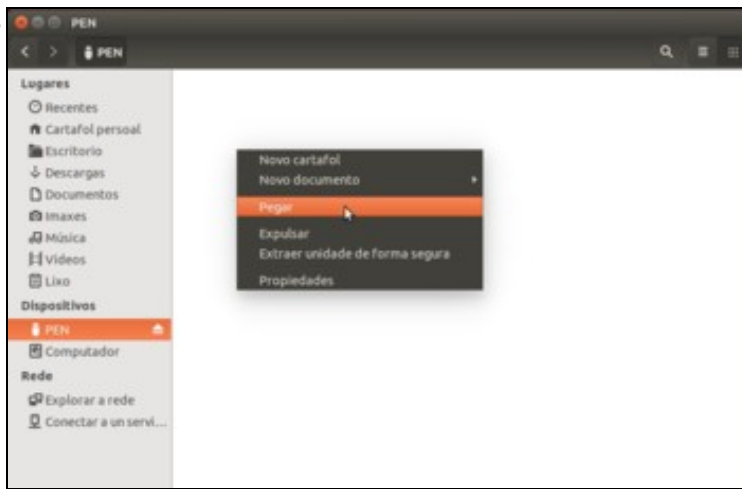 PEN
PEN
Lugares
Recentes
Cartafol persoal
Escritorio
Descargas
Documentos
Imaxes
Música
Vídeos
Lixo
Dispositivos
PEN
Computador
Rede
Explorar a rede
Conectar a un servi...
Novo cartafol
Novo documento
Pegar
Expulsar
Extraer unidade de forma segura
Propiedades